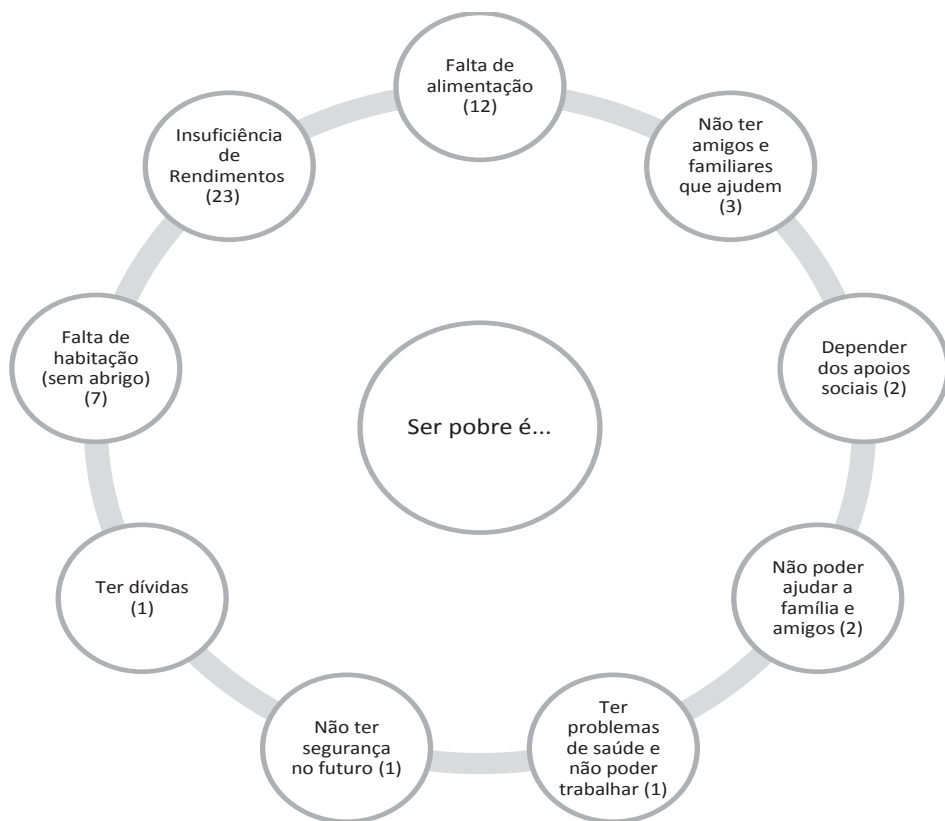 Falta de
alimentação
(12)
Não ter
amigos e
familiares
que ajudem
(3)
Depender
dos apoios
sociais (2)
Não poder
ajudar a
família e
amigos (2)
Ter
problemas
de saúde e
não poder
trabalhar (1)
Não ter
segurança
no futuro (1)
Ter dívidas
(1)
Falta de
habitação
(sem abrigo)
(7)
Insuficiência
de
Rendimentos
(23)
Ser pobre é...